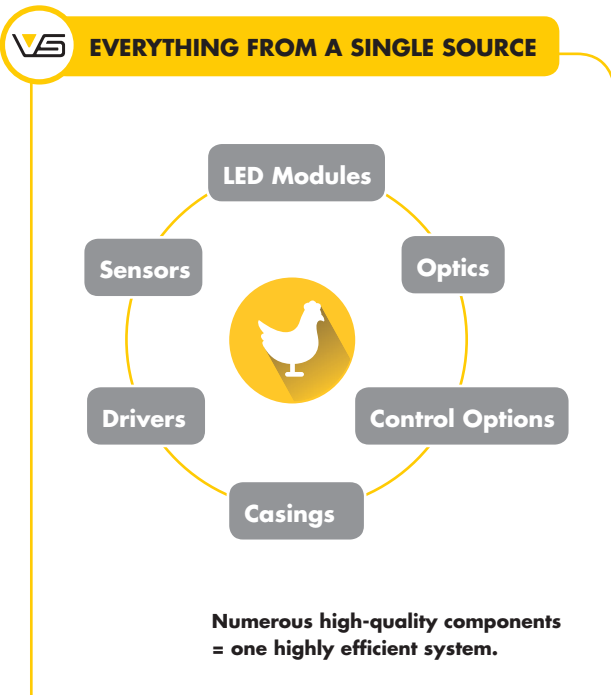 VS
EVERYTHING FROM A SINGLE SOURCE
LED Modules
Sensors
Optics
Drivers
Control Options
Casings
Numerous high-quality components
= one highly efficient system.